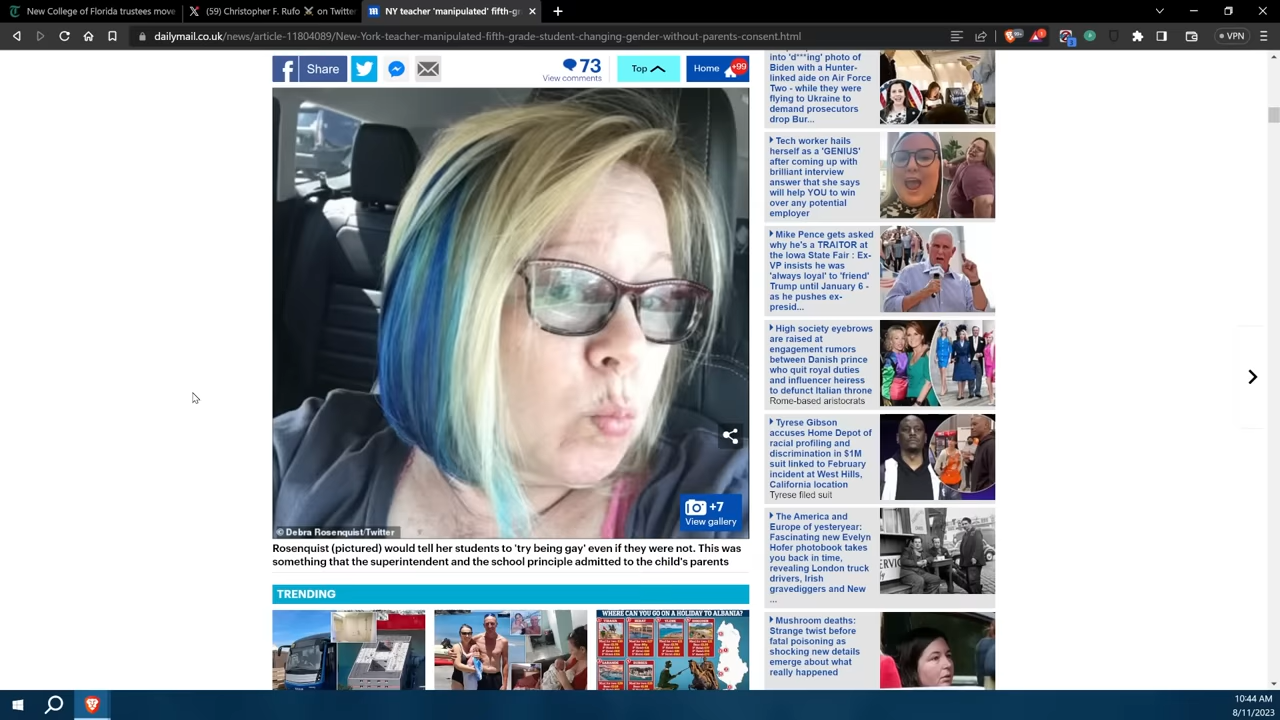 New College of Florida trustees move
(59) Christopher F. Rufo ⚔ on Twitter
NY teacher 'manipulated' fifth-gr
dailymail.co.uk/news/article-11804089/New-York-teacher-manipulated-fifth-grade-student-changing-gender-without-parents-consent.html
VPN
Share
73
View comments
Top
Home
+99
© Debra Rosenquist/Twitter
+7
View gallery
Rosenquist (pictured) would tell her students to 'try being gay' even if they were not. This was
something that the superintendent and the school principle admitted to the child's parents
TRENDING
WHERE CAN YOU GO ON A HOLIDAY TO ALBANIA?
into 'd***ing' photo of
Biden with a Hunter-
linked aide on Air Force
Two - while they were
flying to Ukraine to
demand prosecutors
drop Bur...
Tech worker hails
herself as a 'GENIUS'
after coming up with
brilliant interview
answer that she says
will help YOU to win
over any potential
employer
Mike Pence gets asked
why he's a TRAITOR at
the Iowa State Fair : Ex-
VP insists he was
'always loyal' to 'friend'
Trump until January 6 -
as he pushes ex-
presid...
High society eyebrows
are raised at
engagement rumors
between Danish prince
who quit royal duties
and influencer heiress
to defunct Italian throne
Rome-based aristocrats
Tyrese Gibson
accuses Home Depot of
racial profiling and
discrimination in $1M
suit linked to February
incident at West Hills,
California location
Tyrese filed suit
The America and
Europe of yesteryear:
Fascinating new Evelyn
Hofer photobook takes
you back in time,
revealing London truck
drivers, Irish
gravediggers and New
...
Mushroom deaths:
Strange twist before
fatal poisoning as
shocking new details
emerge about what
really happened
10:44 AM
8/11/2023